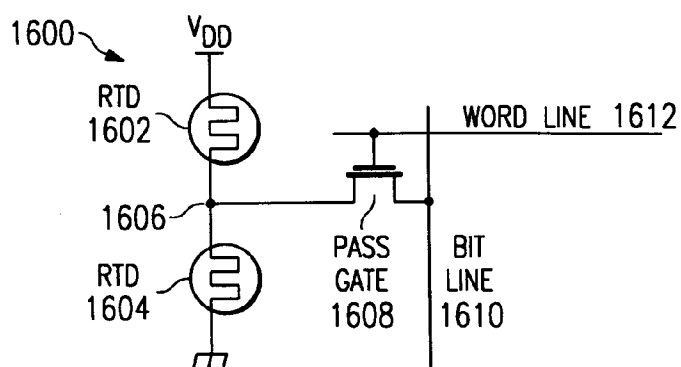 1600
VDD
RTD
1602
WORD LINE 1612
1606
PASS
GATE
1608
BIT
LINE
1610
RTD
1604